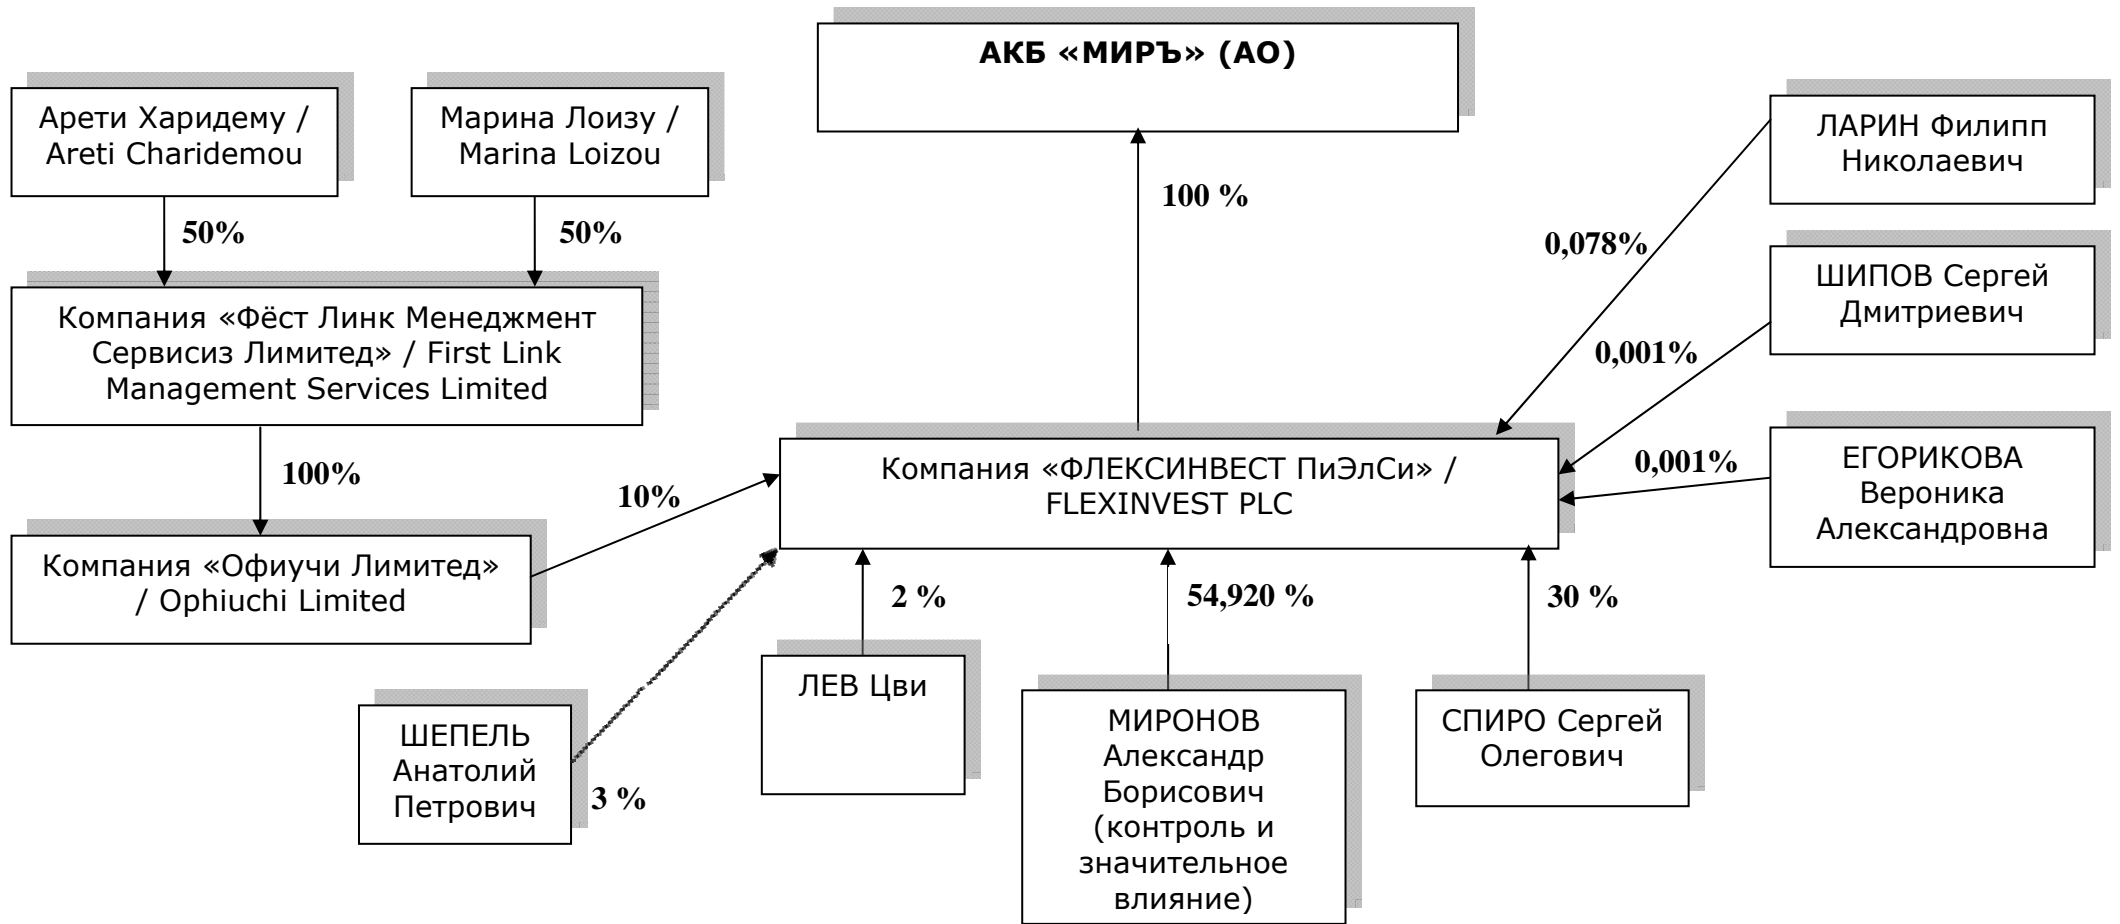 АКБ «МИРЪ» (АО)
Арети Харидему /
Areti Charidemou
Марина Лоизу /
Marina Loizou
ЛАРИН Филипп
Николаевич
100 %
50%
50%
0,078%
ШИПОВ Сергей
Дмитриевич
Компания «Фёст Линк Менеджмент
Сервисиз Лимитед» / First Link
Management Services Limited
0,001%
ЕГОРИКОВА
Вероника
Александровна
0,001%
Компания «ФЛЕКСИНВЕСТ ПиЭлСи» /
FLEXINVEST PLC
100%
10%
Компания «Офиучи Лимитед»
/ Ophiuchi Limited
2 %
54,920 %
30 %
ЛЕВ Цви
ШЕПЕЛЬ
Анатолий
Петрович
3 %
МИРОНОВ
Александр
Борисович
(контроль и
значительное
влияние)
СПИРО Сергей
Олегович